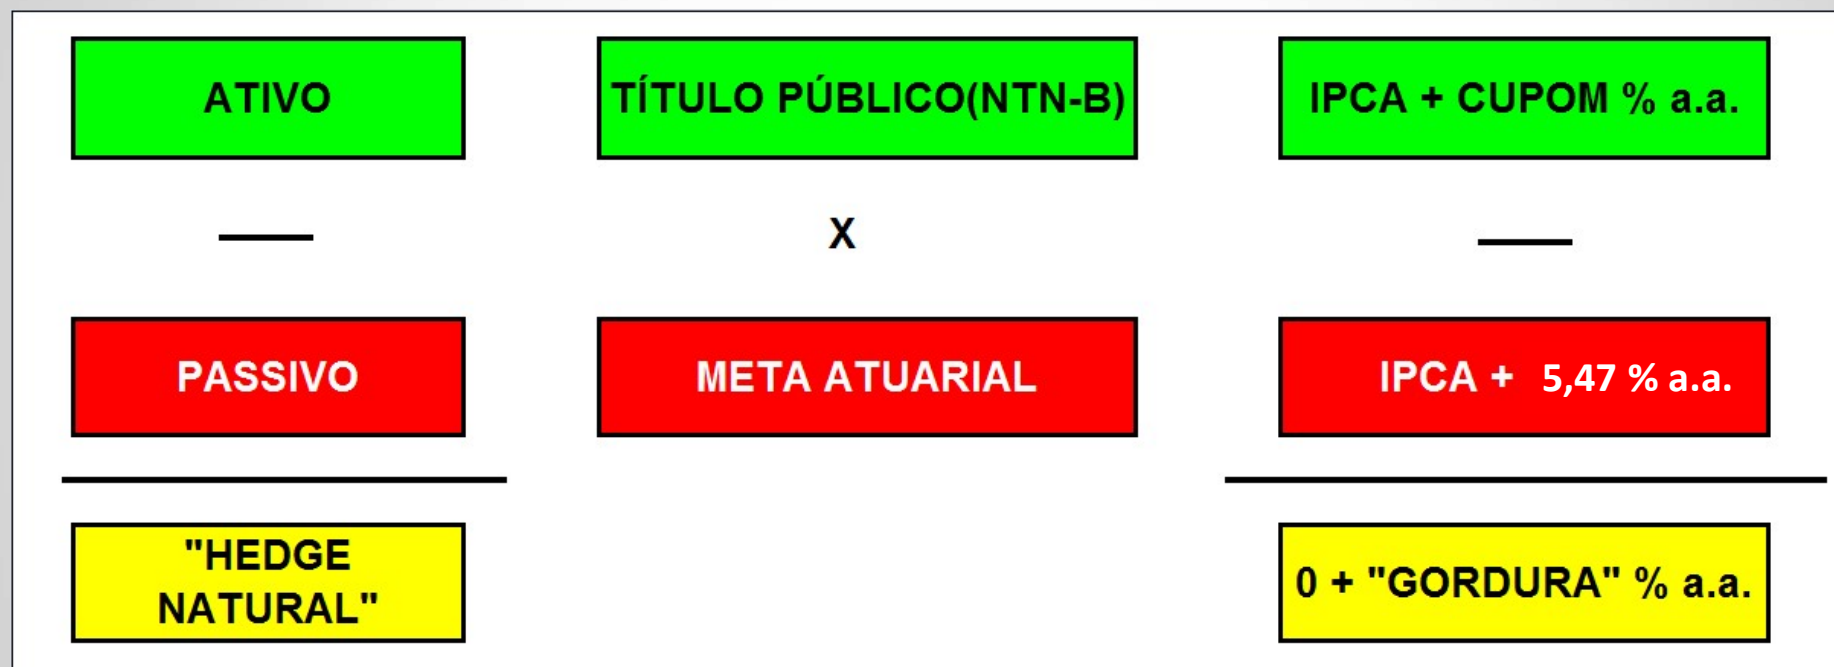 ATIVO
TÍTULO PÚBLICO(NTN-B)
IPCA + CUPOM % a.a.
X
PASSIVO
META ATUARIAL
IPCA + 5,47 % a.a.
"HEDGE
NATURAL"
0 + "GORDURA" % a.a.